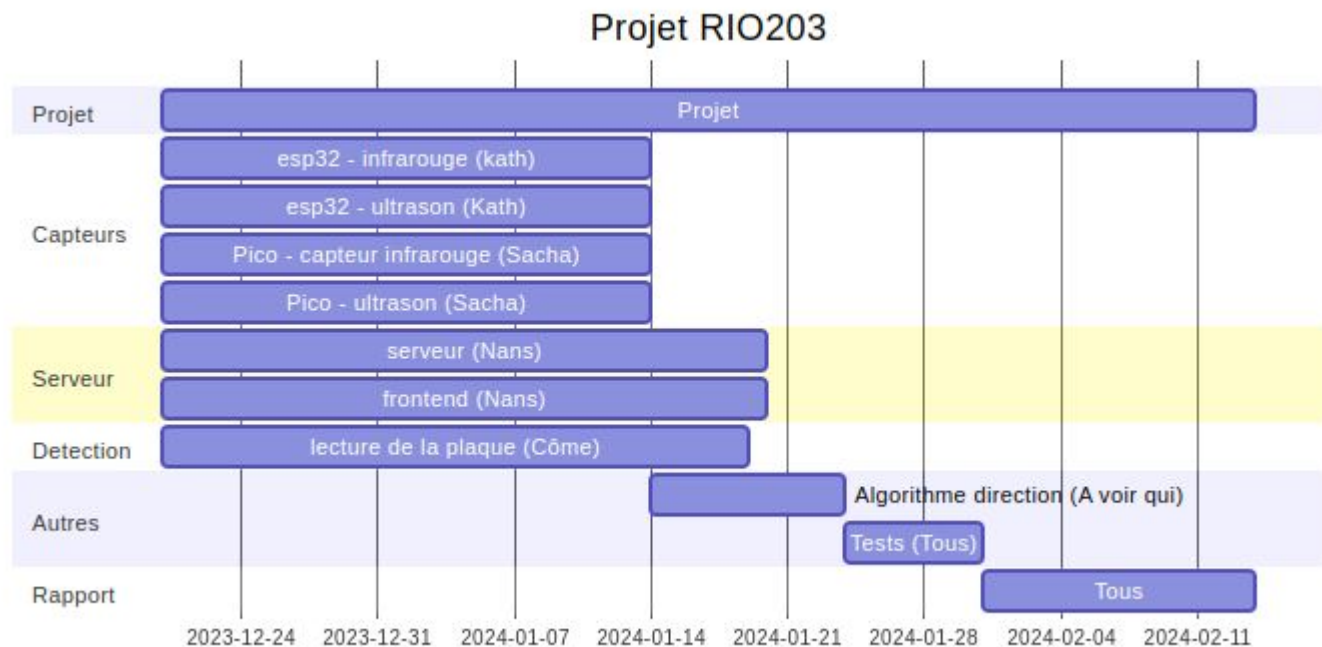 Projet RIO203
Projet
Projet
Capteurs
esp32 - infrarouge (kath)
esp32 - ultrason (Kath)
Pico - capteur infrarouge (Sacha)
Pico - ultrason (Sacha)
Serveur
serveur (Nans)
frontend (Nans)
Detection
lecture de la plaque (Côme)
Autres
Algorithme direction (A voir qui)
Tests (Tous)
Rapport
Tous
2023-12-24 2023-12-31 2024-01-07 2024-01-14 2024-01-21 2024-01-28 2024-02-04 2024-02-11